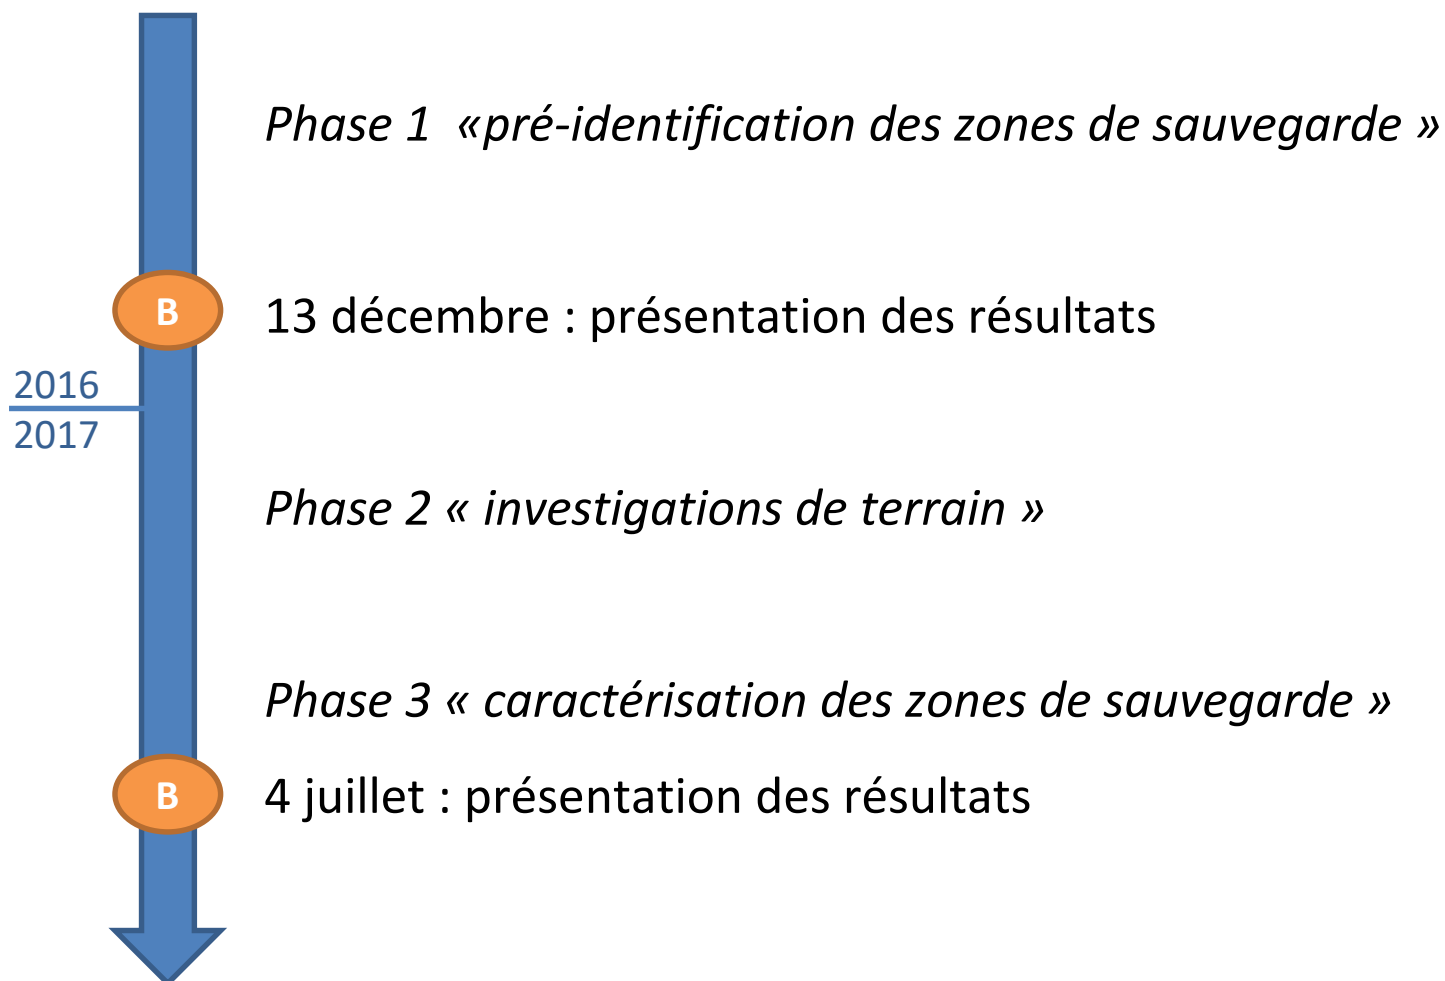 Phase 1 «pré-identification des zones de sauvegarde »
B
13 décembre : présentation des résultats
2016
2017
Phase 2 « investigations de terrain »
Phase 3 « caractérisation des zones de sauvegarde »
B
4 juillet : présentation des résultats